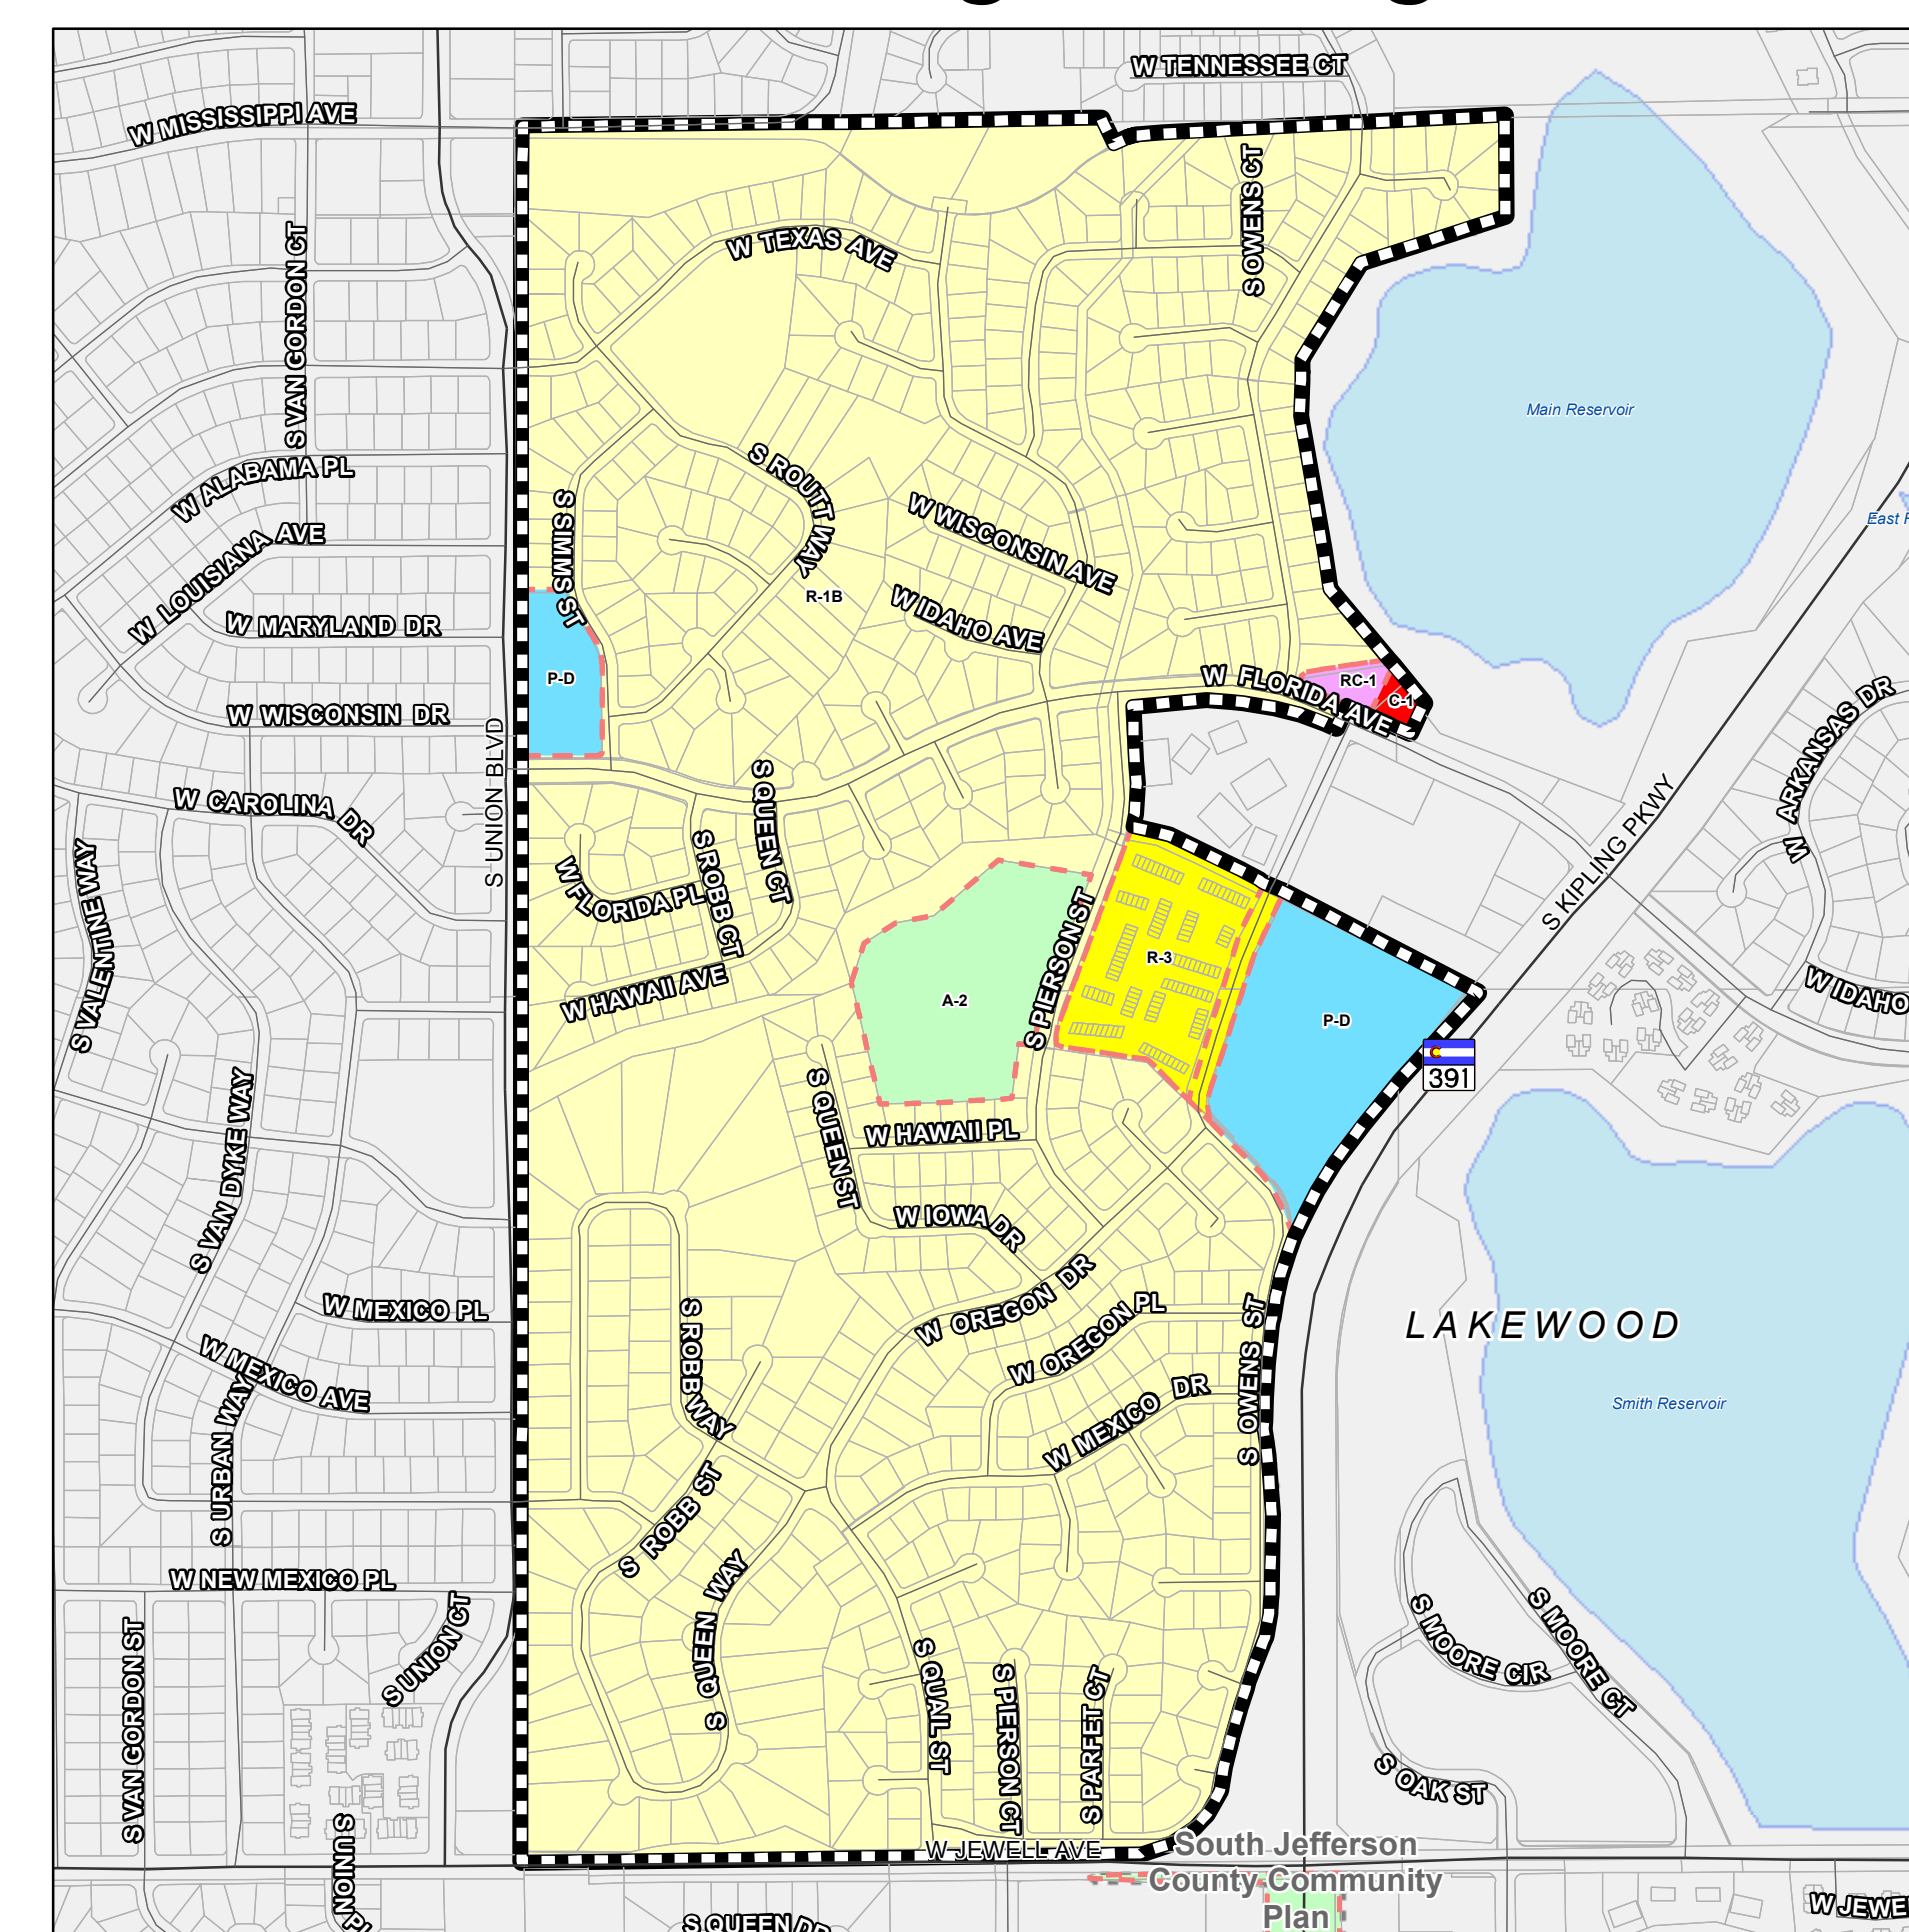 W TENNESSEE CT
W MISSISSIPPI AVE
S OWENS CT
W TEXAS AVE
S VAN GORDON CT
Main Reservoir
W ALABAMA PL
S ROUTT WAY
W WISCONSIN AVE
East
S SIMMS ST
W LOUISIANA AVE
R-1B
W IDAHO AVE
W MARYLAND DR
P-D
W FLORIDA AVE
RC-1
C-1
W WISCONSIN DR
W ARKANSAS DR
S UNION BLVD
W CAROLINA DR
S QUEEN CT
S KIPLING PKWY
S ROBB CT
W FLORIDA PL
S VALENTINE WAY
S PIERSON ST
R-3
W HAWAII AVE
A-2
P-D
W IDAHO
391
S VAN DYKE WAY
S QUEEN ST
W HAWAII PL
W IOWA DR
W OREGON DR
W MEXICO PL
S ROBB WAY
W OREGON PL
LAKEWOOD
S OWENS ST
W MEXICO AVE
W MEXICO DR
Smith Reservoir
S URBAN WAY
S ROBB ST
W NEW MEXICO PL
S QUEEN WAY
S UNION CT
S MOORE CIR
S MOORE CT
S VAN GORDON ST
S QUAIL ST
S PIERSON CT
S PARFET CT
S OAK ST
S UNION PL
W JEWELL AVE
South Jefferson
County Community
Plan
S QUEEN DR
W JEWE